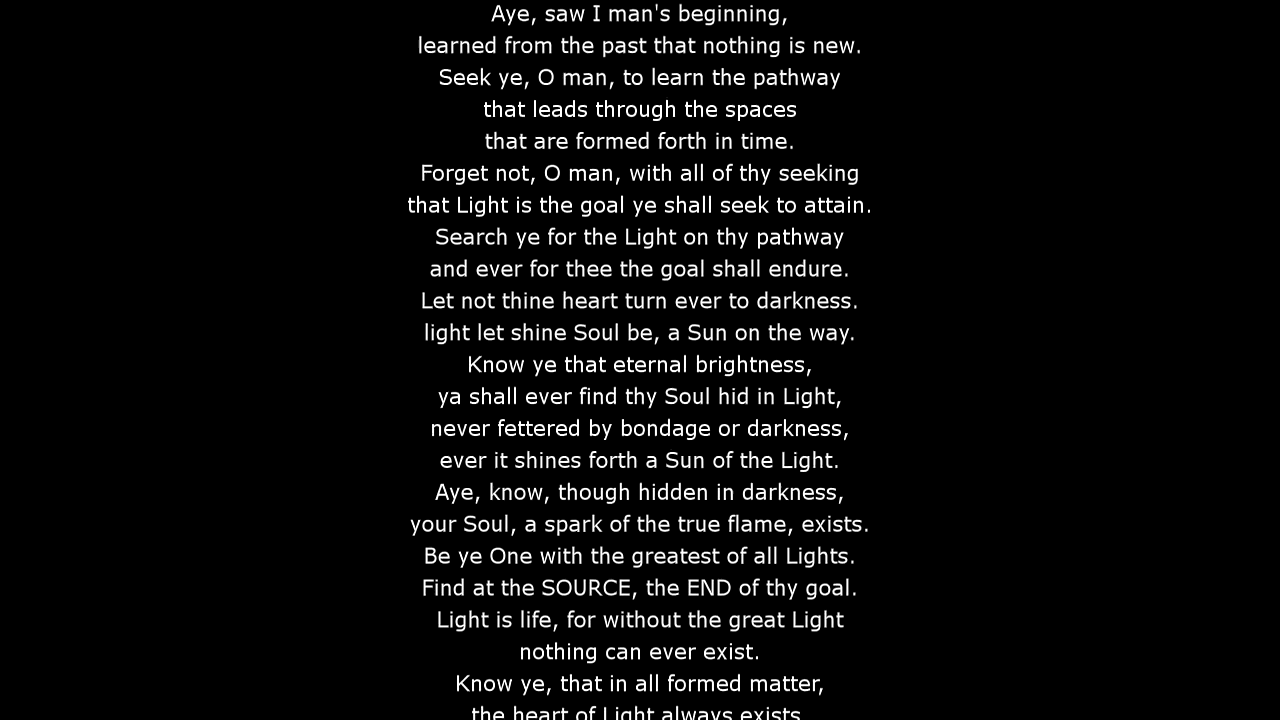 Aye, saw I man's beginning,
learned from the past that nothing is new.
Seek ye, O man, to learn the pathway
that leads through the spaces
that are formed forth in time.
Forget not, O man, with all of thy seeking
that Light is the goal ye shall seek to attain.
Search ye for the Light on thy pathway
and ever for thee the goal shall endure.
Let not thine heart turn ever to darkness.
light let shine Soul be, a Sun on the way.
Know ye that eternal brightness,
ya shall ever find thy Soul hid in Light,
never fettered by bondage or darkness,
ever it shines forth a Sun of the Light.
Aye, know, though hidden in darkness,
your Soul, a spark of the true flame, exists.
Be ye One with the greatest of all Lights.
Find at the SOURCE, the END of thy goal.
Light is life, for without the great Light
nothing can ever exist.
Know ye, that in all formed matter,
the heart of Light always exists